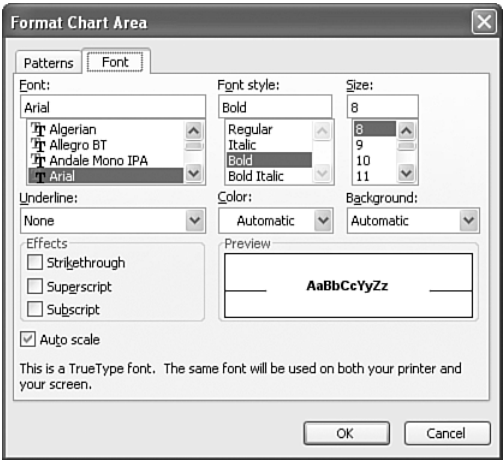 Format Chart Area
Patterns Font
Font: Font style: Size:
Arial Bold 8
Algerian Regular 8
Allegro BT Italic 9
Andale Mono IPA Bold 10
Arial Bold Italic 11
Underline: Color: Background:
None Automatic Automatic
Effects Preview
Strikethrough
Superscript AaBbCcYyZz
Subscript
Auto scale
This is a TrueType font. The same font will be used on both your printer and
your screen.
OK Cancel